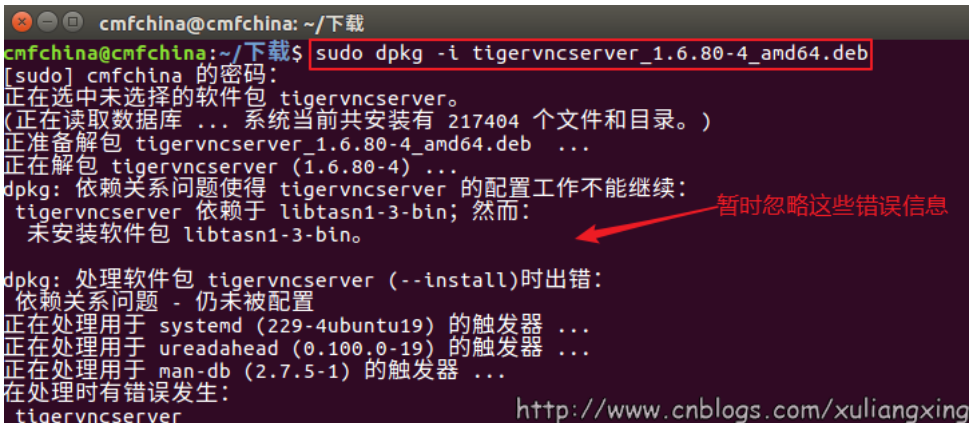 cmfchina@cmfchina: ~/下载
cmfchina@cmfchina:~/下载$ sudo dpkg -i tigervncserver_1.6.80-4_amd64.deb
[sudo] cmfchina 的密码：
正在选中未选择的软件包 tigervncserver。
(正在读取数据库 ... 系统当前共安装有 217404 个文件和目录。)
正准备解包 tigervncserver_1.6.80-4_amd64.deb  ...
正在解包 tigervncserver (1.6.80-4) ...
dpkg: 依赖关系问题使得 tigervncserver 的配置工作不能继续：
 tigervncserver 依赖于 libtasn1-3-bin；然而：
暂时忽略这些错误信息
  未安装软件包 libtasn1-3-bin。
dpkg: 处理软件包 tigervncserver (--install)时出错：
 依赖关系问题 - 仍未被配置
正在处理用于 systemd (229-4ubuntu19) 的触发器 ...
正在处理用于 ureadahead (0.100.0-19) 的触发器 ...
正在处理用于 man-db (2.7.5-1) 的触发器 ...
在处理时有错误发生：
 tigervncserver
http://www.cnblogs.com/xuliangxing